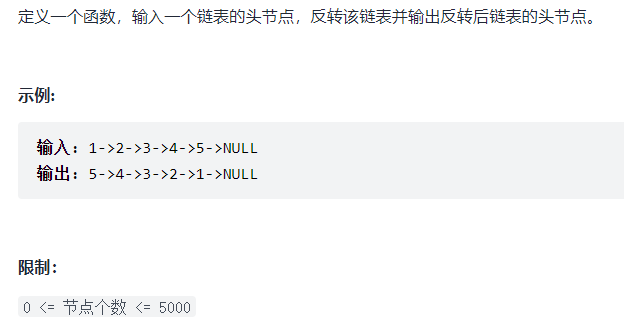 定义一个函数，输入一个链表的头节点，反转该链表并输出反转后链表的头节点。
示例:
输入: 1->2->3->4->5->NULL
输出: 5->4->3->2->1->NULL
限制：
0 <= 节点个数 <= 5000